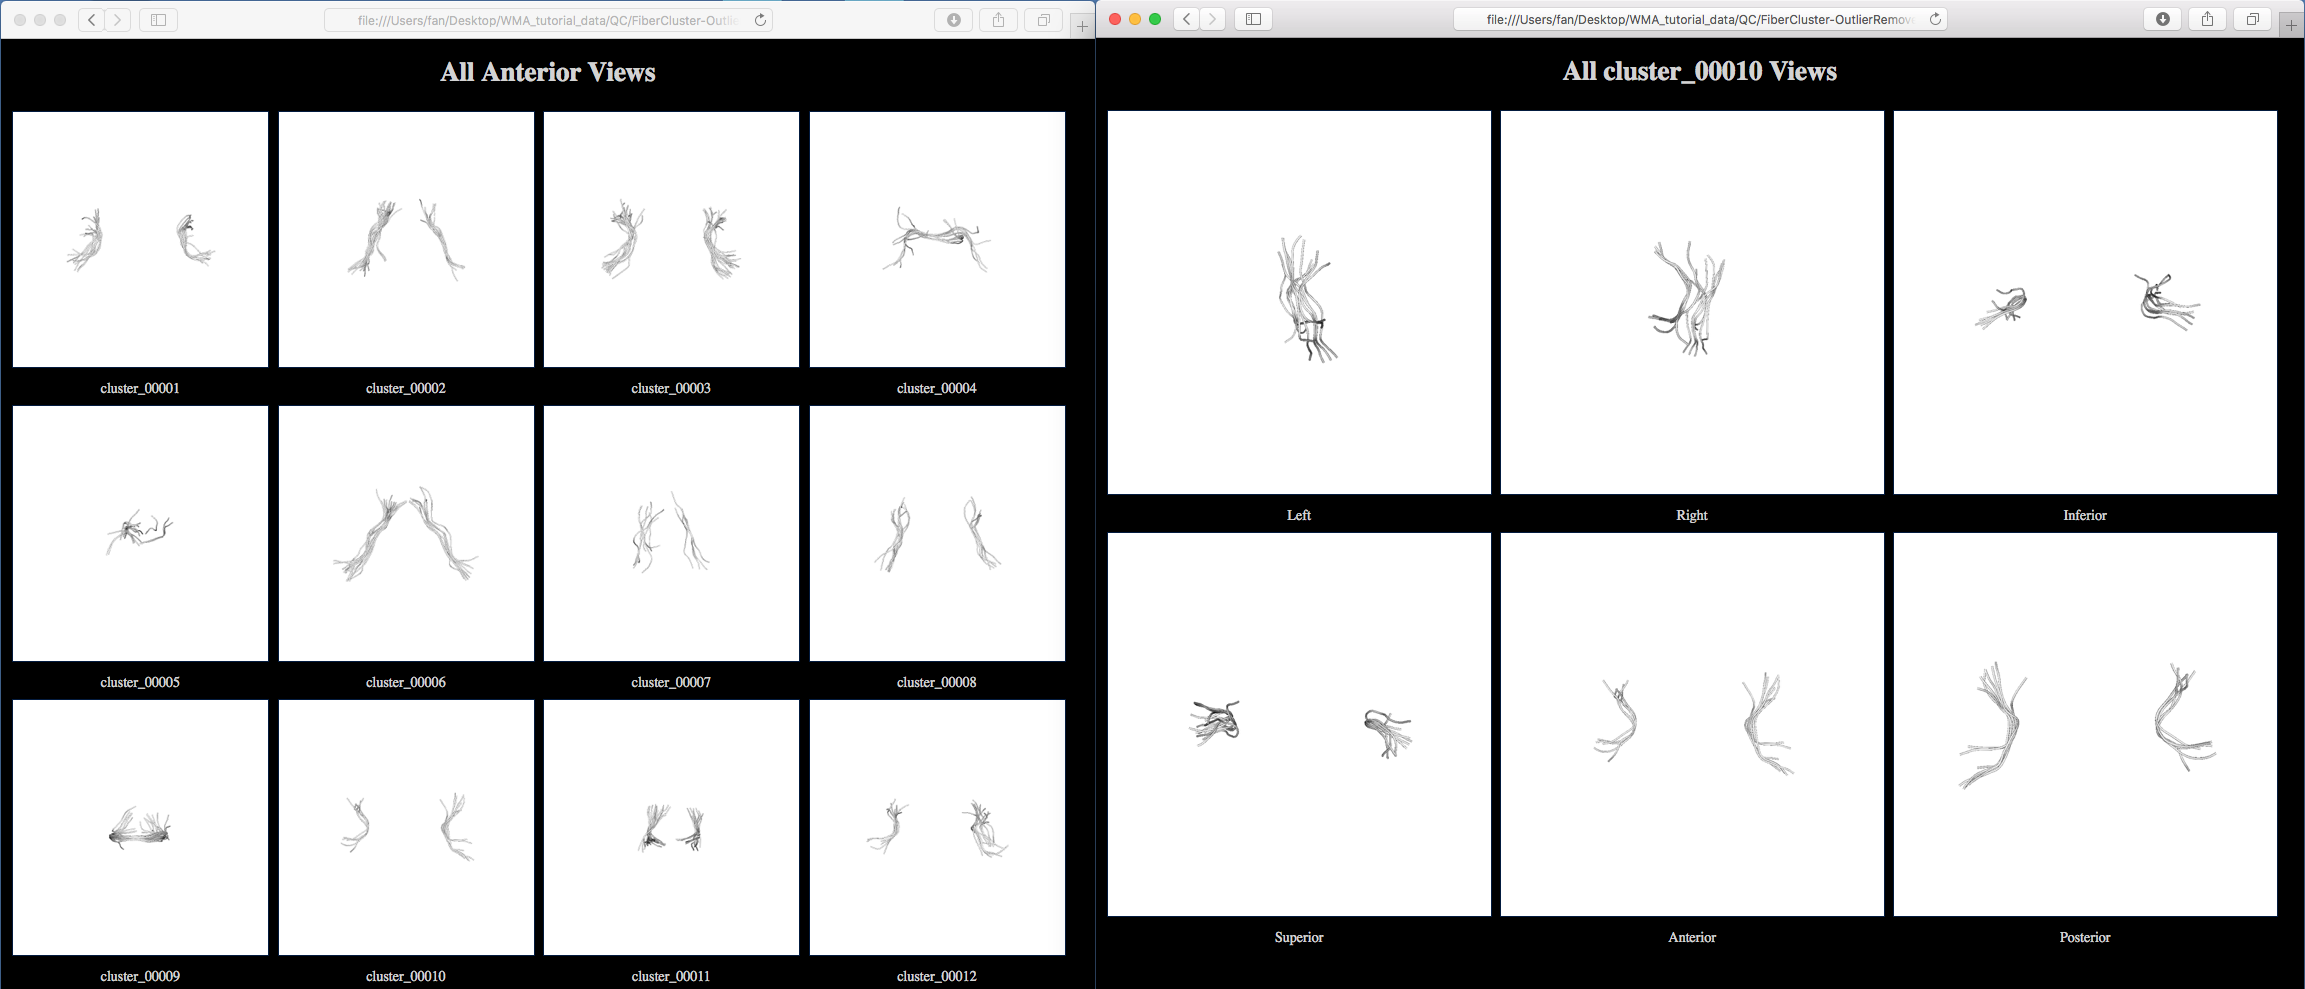 file:///Users/fan/Desktop/WMA_tutorial_data/QC/FiberCluster-Outlie
All Anterior Views
cluster_00001
cluster_00002
cluster_00003
cluster_00004
cluster_00005
cluster_00006
cluster_00007
cluster_00008
cluster_00009
cluster_00010
cluster_00011
cluster_00012
file:///Users/fan/Desktop/WMA_tutorial_data/QC/FiberCluster-OutlierRemov
All cluster_00010 Views
Left
Right
Inferior
Superior
Anterior
Posterior